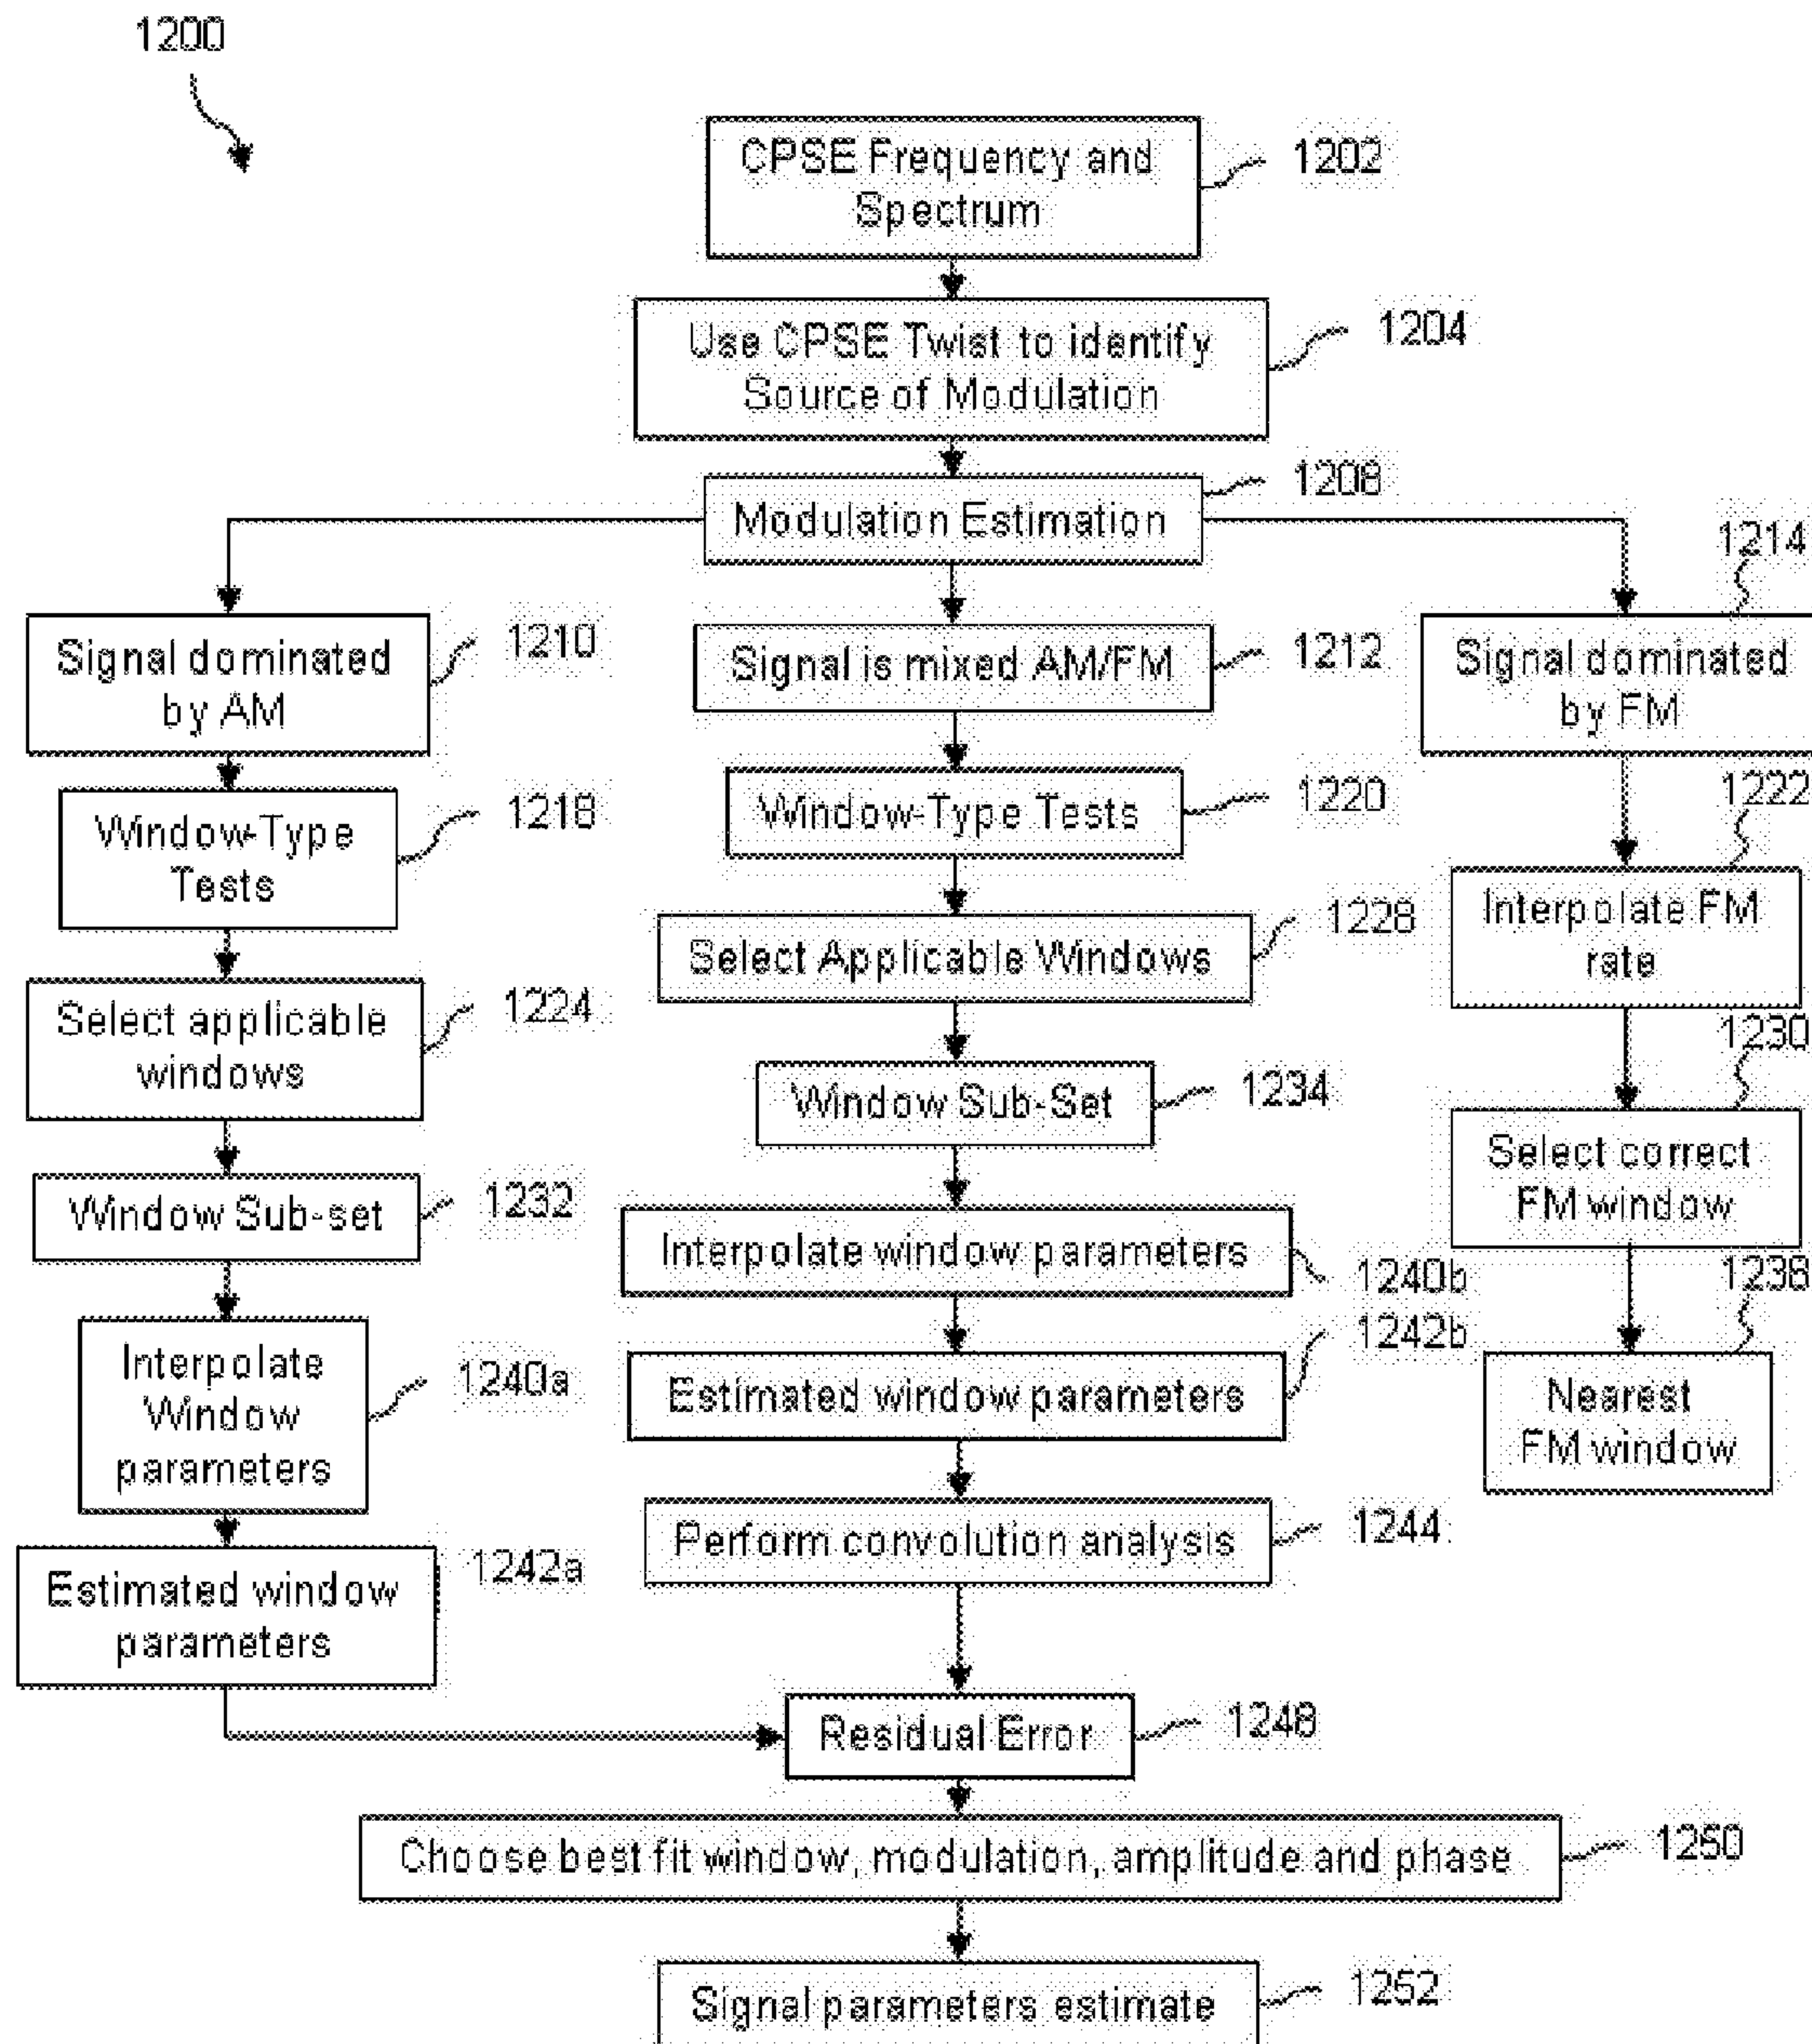 1200
CPSE Frequency and
Spectrum
1202
Use CPSE Twist to identify
Source of Modulation
1204
Modulation Estimation
1208
Signal dominated
by AM
1210
Signal is mixed AM/FM
1212
Signal dominated
by FM
1214
Window-Type
Tests
1218
Window-Type Tests
1220
Interpolate FM
rate
1222
Select applicable
windows
1224
Select Applicable Windows
1228
Select correct
FM window
1230
Window Sub-set
1232
Window Sub-Set
1234
Nearest
FM window
1238
Interpolate
Window
parameters
1240a
Interpolate window parameters
1240b
Estimated window
parameters
1242a
Estimated window parameters
1242b
Perform convolution analysis
1244
Residual Error
1248
Choose best fit window, modulation, amplitude and phase
1250
Signal parameters estimate
1252